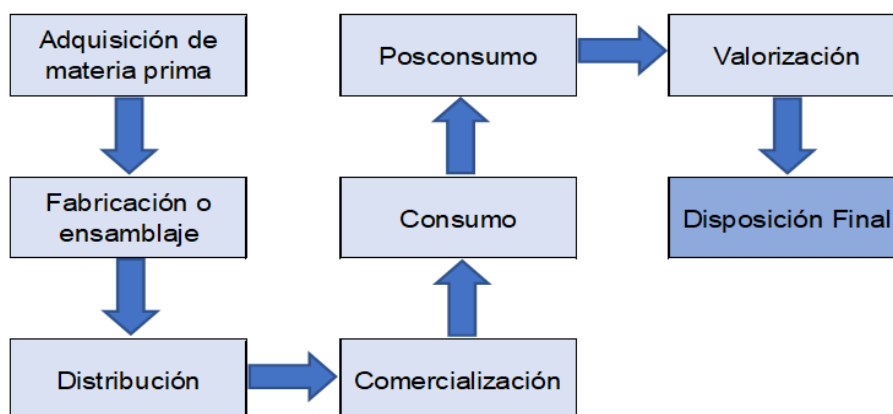 Adquisición de
materia prima
Fabricación o
ensamblaje
Distribución
Comercialización
Consumo
Posconsumo
Valorización
Disposición Final